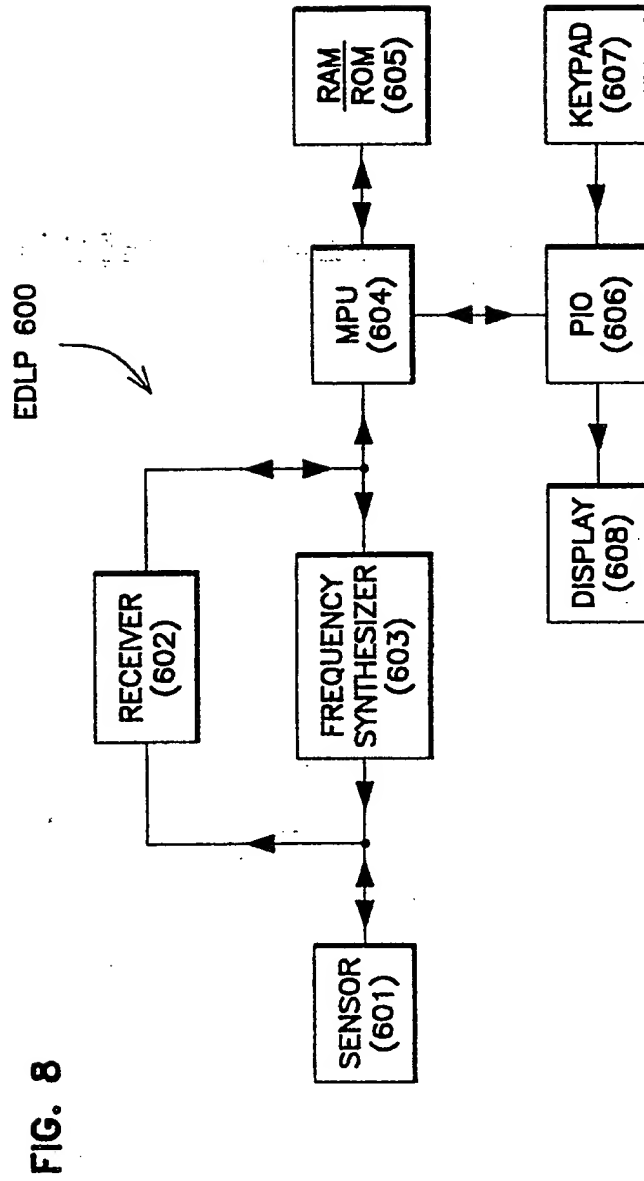 FIG. 8
EDLP 600
RECEIVER
(602)
SENSOR
(601)
FREQUENCY
SYNTHESIZER
(603)
MPU
(604)
RAM
ROM
(605)
DISPLAY
(608)
PIO
(606)
KEYPAD
(607)